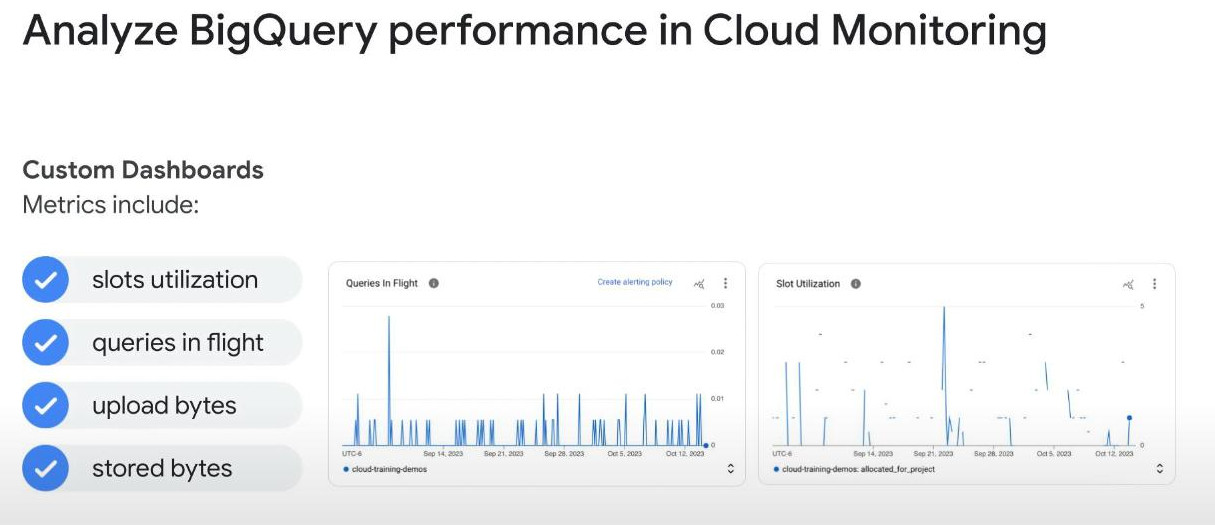 Analyze BigQuery performance in Cloud Monitoring
Custom Dashboards
Metrics include:
slots utilization
queries in flight
upload bytes
stored bytes
Queries In Flight
Create alerting policy
0.03
0.02
0.01
0
UTC-6 Sep 14, 2023 Sep 21, 2023 Sep 28, 2023 Oct 5, 2023 Oct 12, 2023
cloud-training-demos
Slot Utilization
5
0
UTC-6 Sep 14, 2023 Sep 21, 2023 Sep 28, 2023 Oct 5, 2023 Oct 12, 2023
cloud-training-demos: allocated_for_project